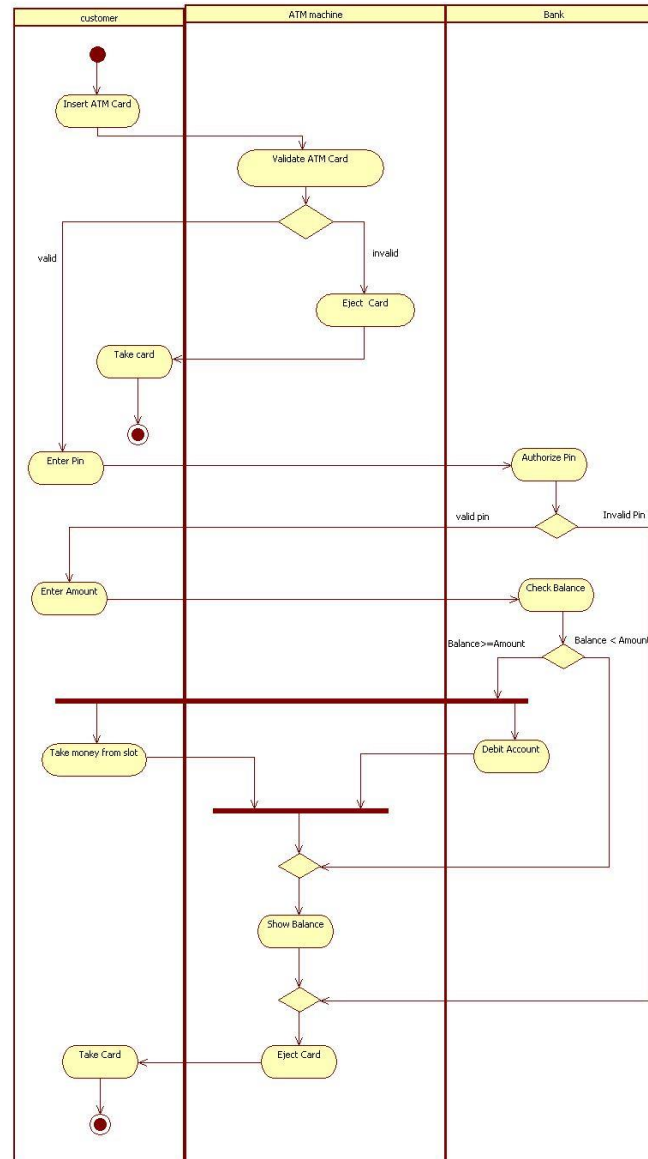 customer
ATM machine
Bank
Insert ATM Card
Validate ATM Card
valid
invalid
Eject Card
Take card
Enter Pin
Authorize Pin
valid pin
Invalid Pin
Enter Amount
Check Balance
Balance>=Amount
Balance < Amount
Take money from slot
Debit Account
Show Balance
Take Card
Eject Card